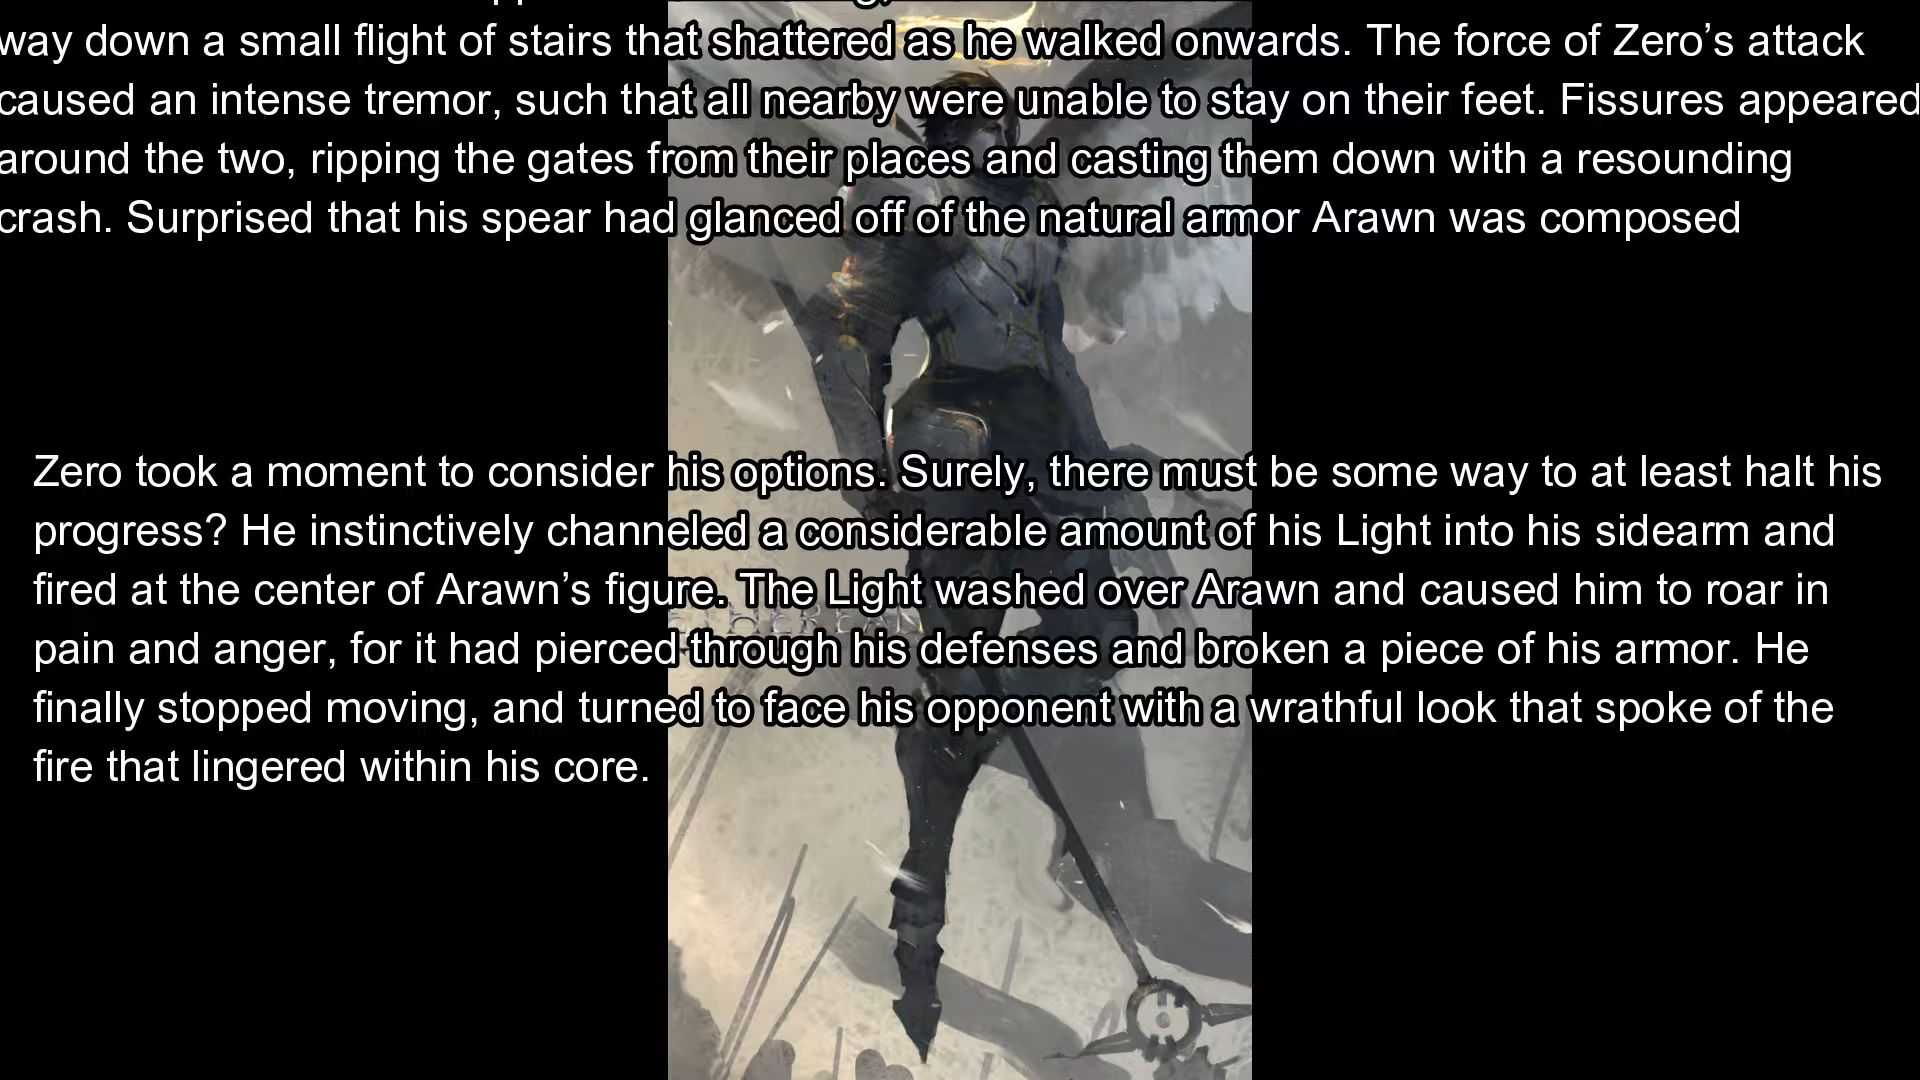 way down a small flight of stairs that shattered as he walked onwards. The force of Zero’s attack
caused an intense tremor, such that all nearby were unable to stay on their feet. Fissures appeared
around the two, ripping the gates from their places and casting them down with a resounding
crash. Surprised that his spear had glanced off of the natural armor Arawn was composed
Zero took a moment to consider his options. Surely, there must be some way to at least halt his
progress? He instinctively channeled a considerable amount of his Light into his sidearm and
fired at the center of Arawn’s figure. The Light washed over Arawn and caused him to roar in
pain and anger, for it had pierced through his defenses and broken a piece of his armor. He
finally stopped moving, and turned to face his opponent with a wrathful look that spoke of the
fire that lingered within his core.